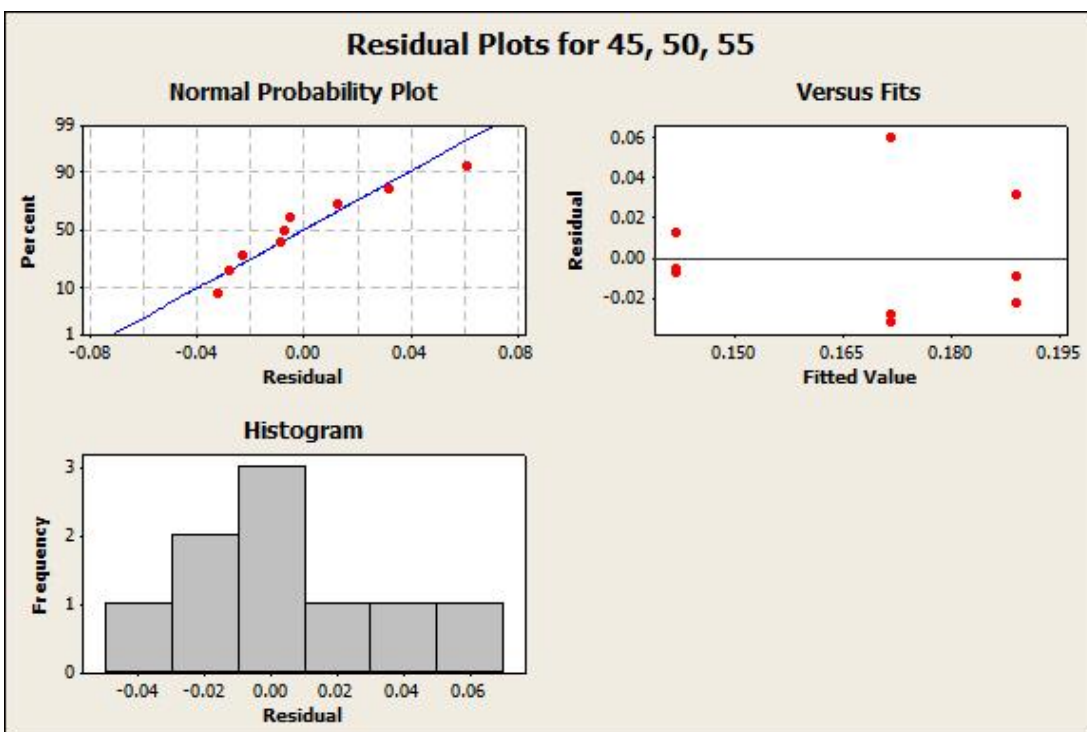 Residual Plots for 45, 50, 55
Normal Probability Plot
99
90
50
10
1
Percent
-0.08 -0.04 0.00 0.04 0.08
Residual
Versus Fits
0.06
0.04
0.02
0.00
-0.02
Residual
0.150 0.165 0.180 0.195
Fitted Value
Histogram
3
2
1
0
Frequency
-0.04 -0.02 0.00 0.02 0.04 0.06
Residual